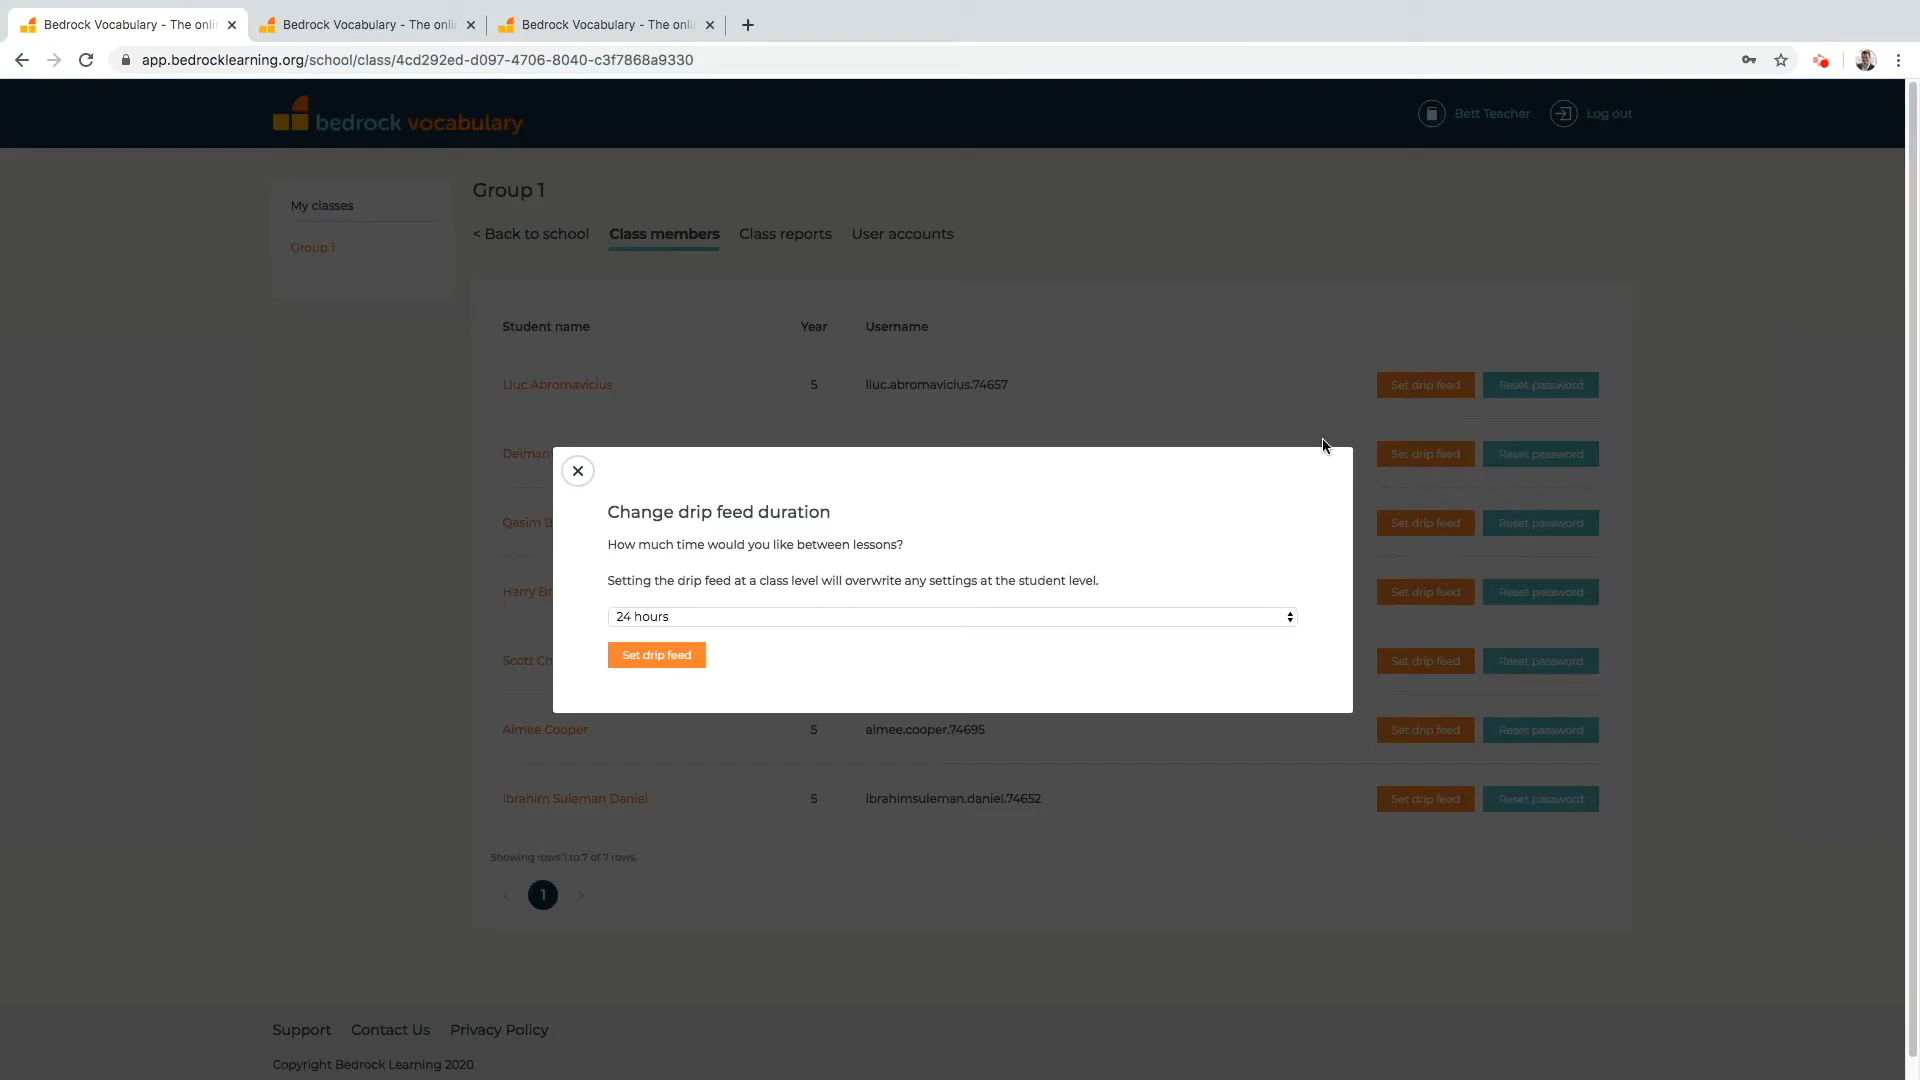 Bedrock Vocabulary - The onli
Bedrock Vocabulary - The onli
Bedrock Vocabulary - The onli
app.bedrocklearning.org/school/class/4cd292ed-d097-4706-8040-c3f7868a9330
bedrock vocabulary
Bett Teacher
Log out
My classes
Group 1
Group 1
< Back to school
Class members
Class reports
User accounts
Student name Year Username
Lluc Abromavicius 5 lluc.abromavicius.74657 Set drip feed Reset password
Set drip feed Reset password
Qasim Set drip feed Reset password
Harry Set drip feed Reset password
Scott Set drip feed Reset password
Aimee Cooper 5 aimee.cooper.74695 Set drip feed Reset password
Ibrahim Suleman Daniel 5 ibrahimsuleman.daniel.74652 Set drip feed Reset password
Change drip feed duration
How much time would you like between lessons?
Setting the drip feed at a class level will overwrite any settings at the student level.
24 hours
Set drip feed
Showing rows 1 to 7 of 7 rows.
1
Support Contact Us Privacy Policy
Copyright Bedrock Learning 2020